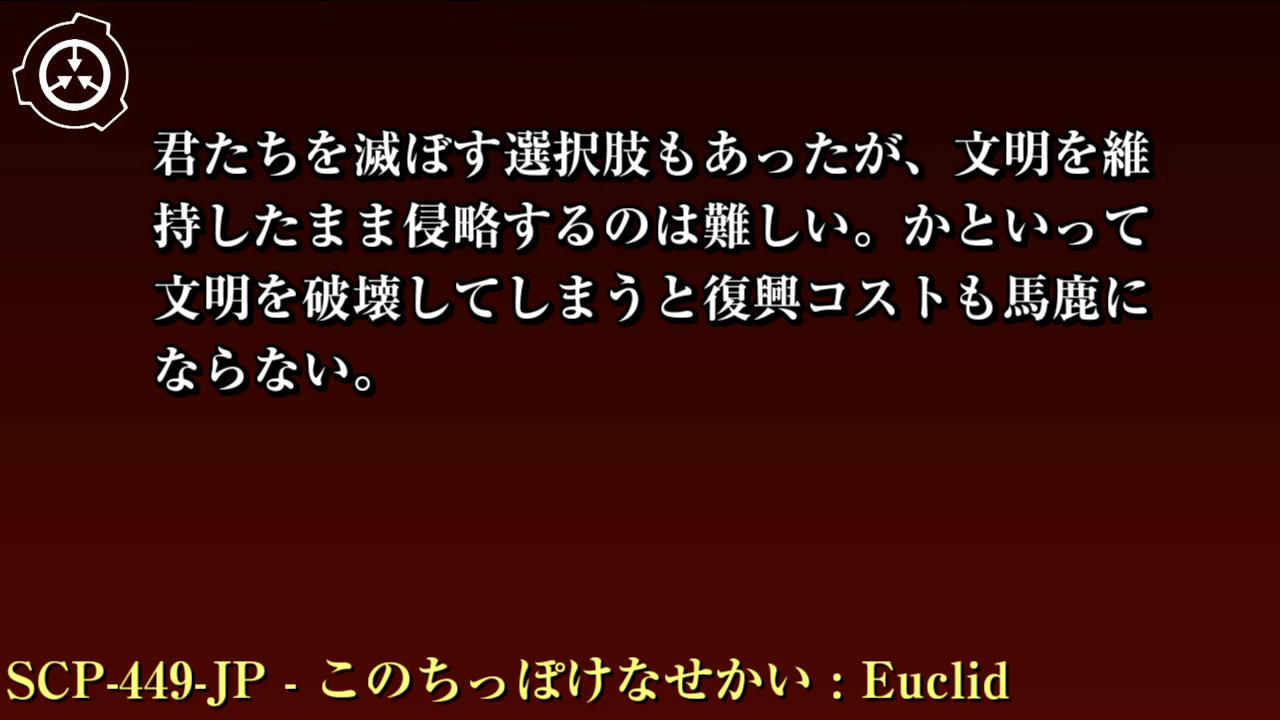 君たちを滅ぼす選択肢もあったが、文明を維
持したまま侵略するのは難しい。かといって
文明を破壊してしまうと復興コストも馬鹿に
ならない。
SCP-449-JP - このちっぽけなせかい : Euclid